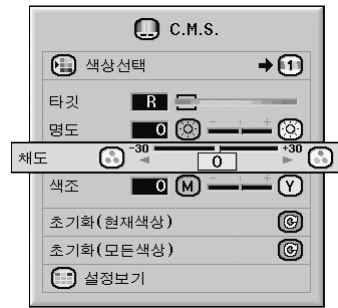 C.M.S.
색상선택 1
타깃 R
명도 0 - +
채도 -30 0 +30
색조 0 M - + Y
초기화(현재색상)
초기화(모든색상)
설정보기